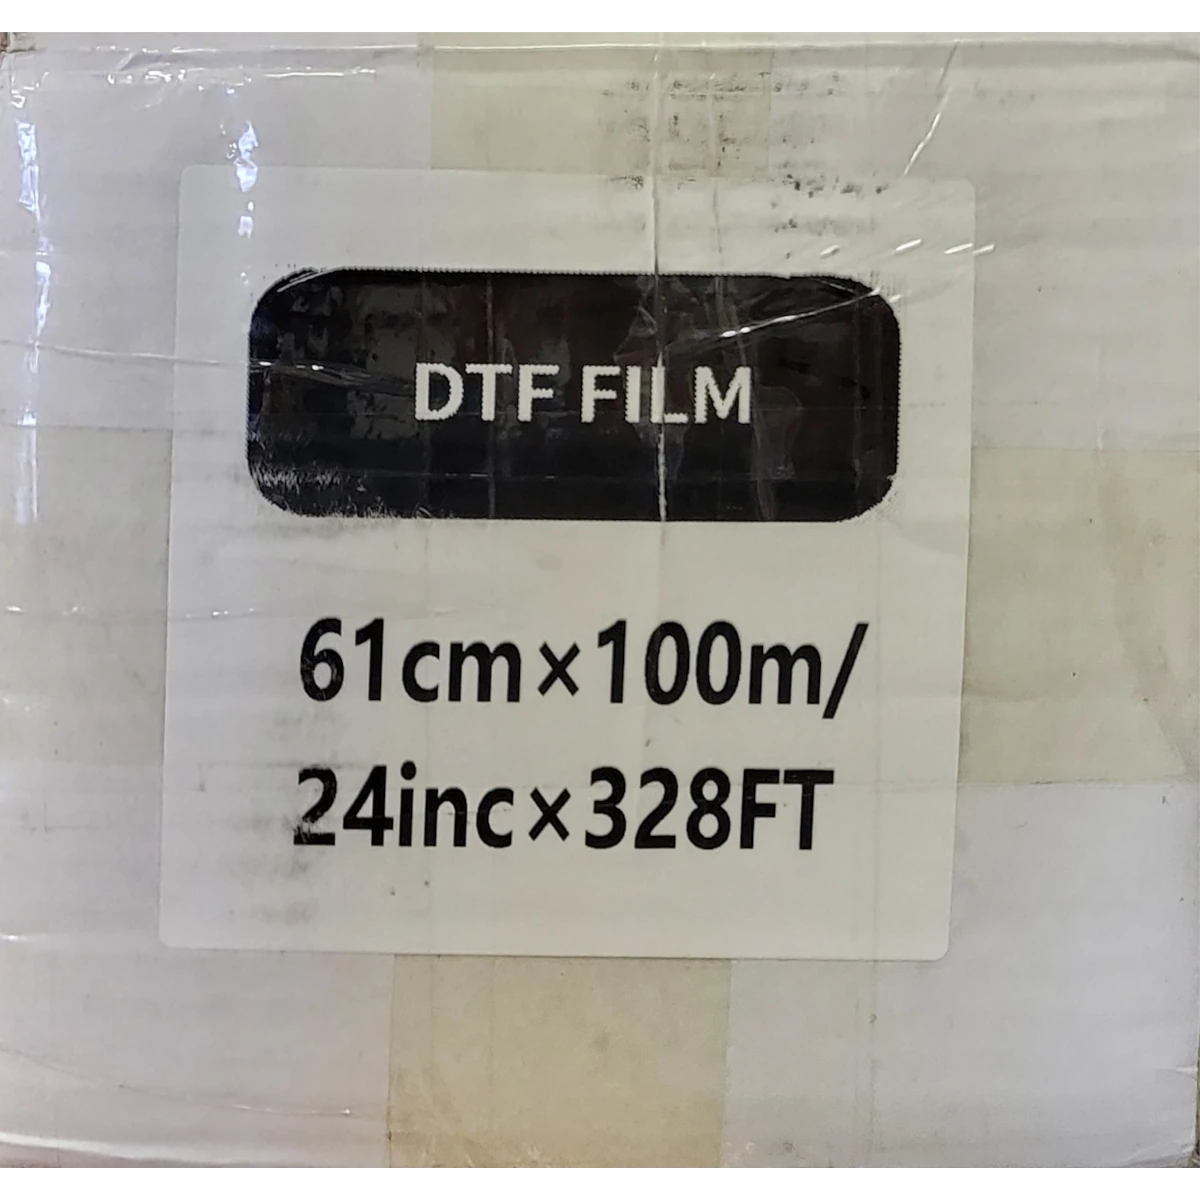 DTF FILM
61cm×100m/
24inc×328FT